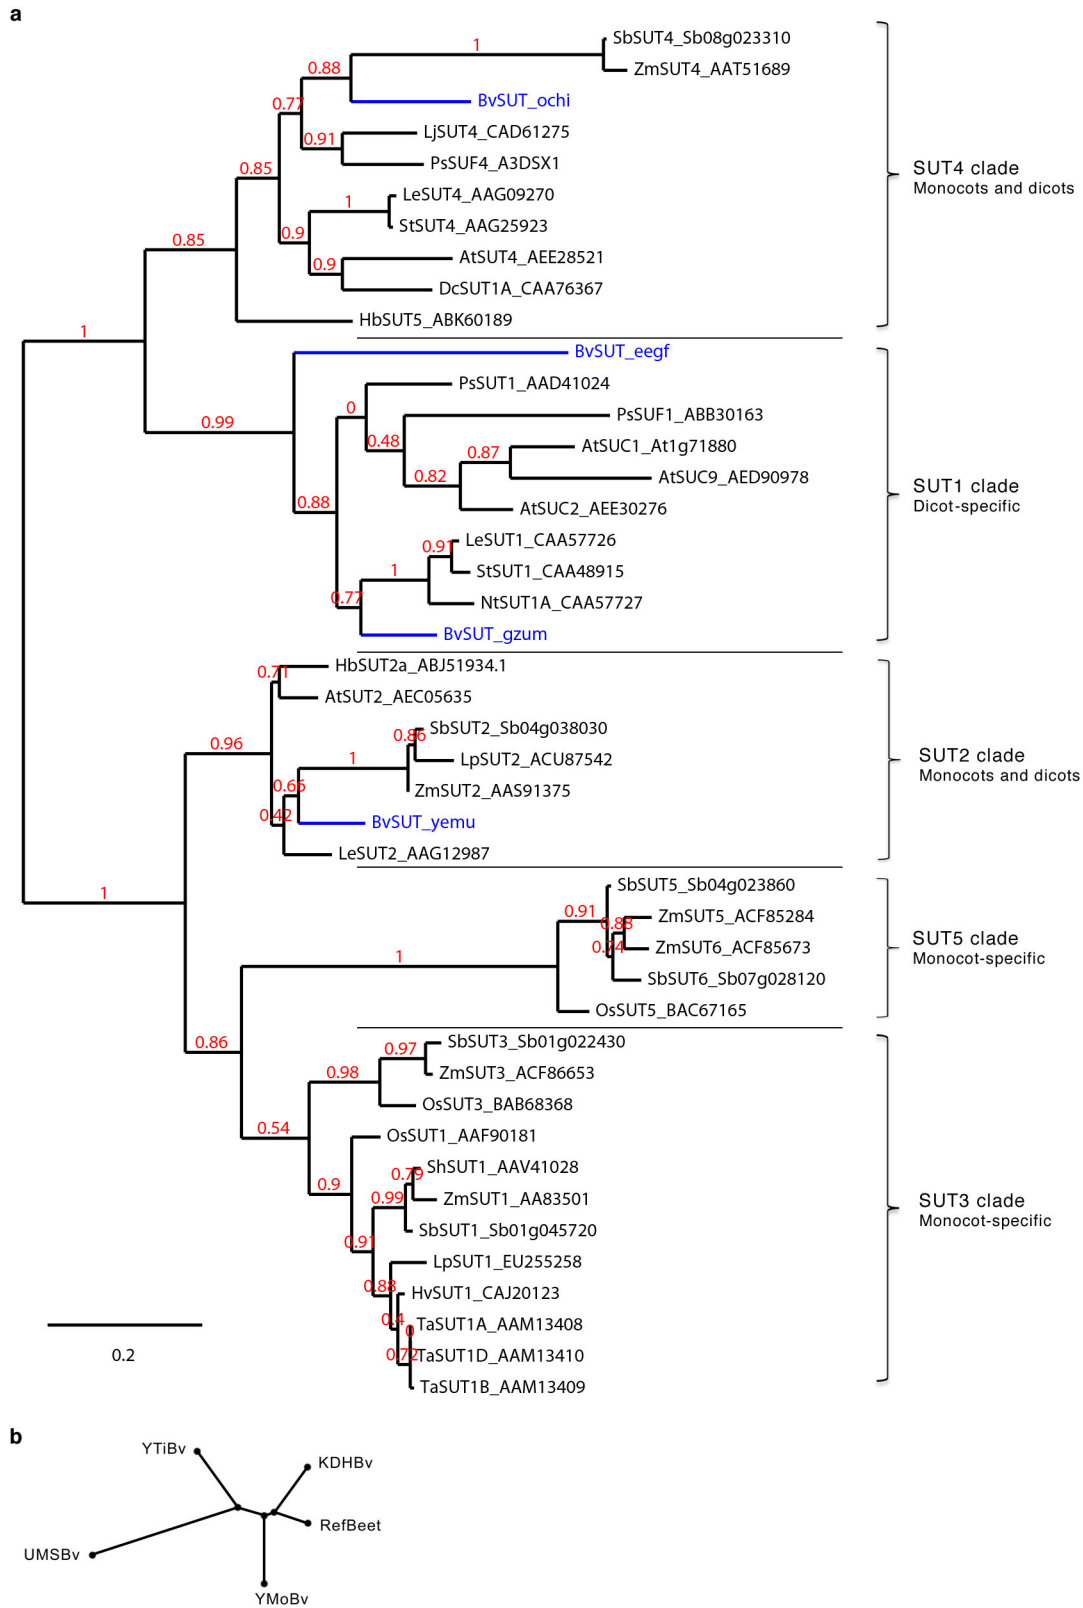 a
1
SbSUT4_Sb08g023310
ZmSUT4_AAT51689
0.88
BvSUT_ochi
0.77
LjSUT4_CAD61275
0.91
PsSUF4_A3DSX1
0.85
SUT4 clade
Monocots and dicots
LeSUT4_AAG09270
1
StSUT4_AAG25923
0.9
0.85
AtSUT4_AEE28521
0.9
DcSUT1A_CAA76367
HbSUT5_ABK60189
1
BvSUT_eegf
PsSUT1_AAD41024
0
PsSUF1_ABB30163
0.99
0.48
AtSUC1_At1g71880
0.87
AtSUC9_AED90978
0.82
SUT1 clade
Dicot-specific
0.88
AtSUC2_AEE30276
LeSUT1_CAA57726
0.91
StSUT1_CAA48915
1
NtSUT1A_CAA57727
0.77
BvSUT_gzum
HbSUT2a_ABJ51934.1
0.71
AtSUT2_AEC05635
SbSUT2_Sb04g038030
0.86
0.96
LpSUT2_ACU87542
1
SUT2 clade
Monocots and dicots
0.66
ZmSUT2_AAS91375
0.42
BvSUT_yemu
LeSUT2_AAG12987
1
SbSUT5_Sb04g023860
0.91
ZmSUT5_ACF85284
0.88
0.74
ZmSUT6_ACF85673
SUT5 clade
Monocot-specific
1
SbSUT6_Sb07g028120
OsSUT5_BAC67165
0.86
SbSUT3_Sb01g022430
0.97
ZmSUT3_ACF86653
0.98
OsSUT3_BAB68368
0.54
OsSUT1_AAF90181
ShSUT1_AAV41028
0.79
0.9
0.99
ZmSUT1_AA83501
SUT3 clade
Monocot-specific
SbSUT1_Sb01g045720
0.91
LpSUT1_EU255258
0.88
HvSUT1_CAJ20123
0.4
TaSUT1A_AAM13408
0
0.72
TaSUT1D_AAM13410
TaSUT1B_AAM13409
0.2
b
YTiBv
KDHBv
RefBeet
UMSBv
YMoBv